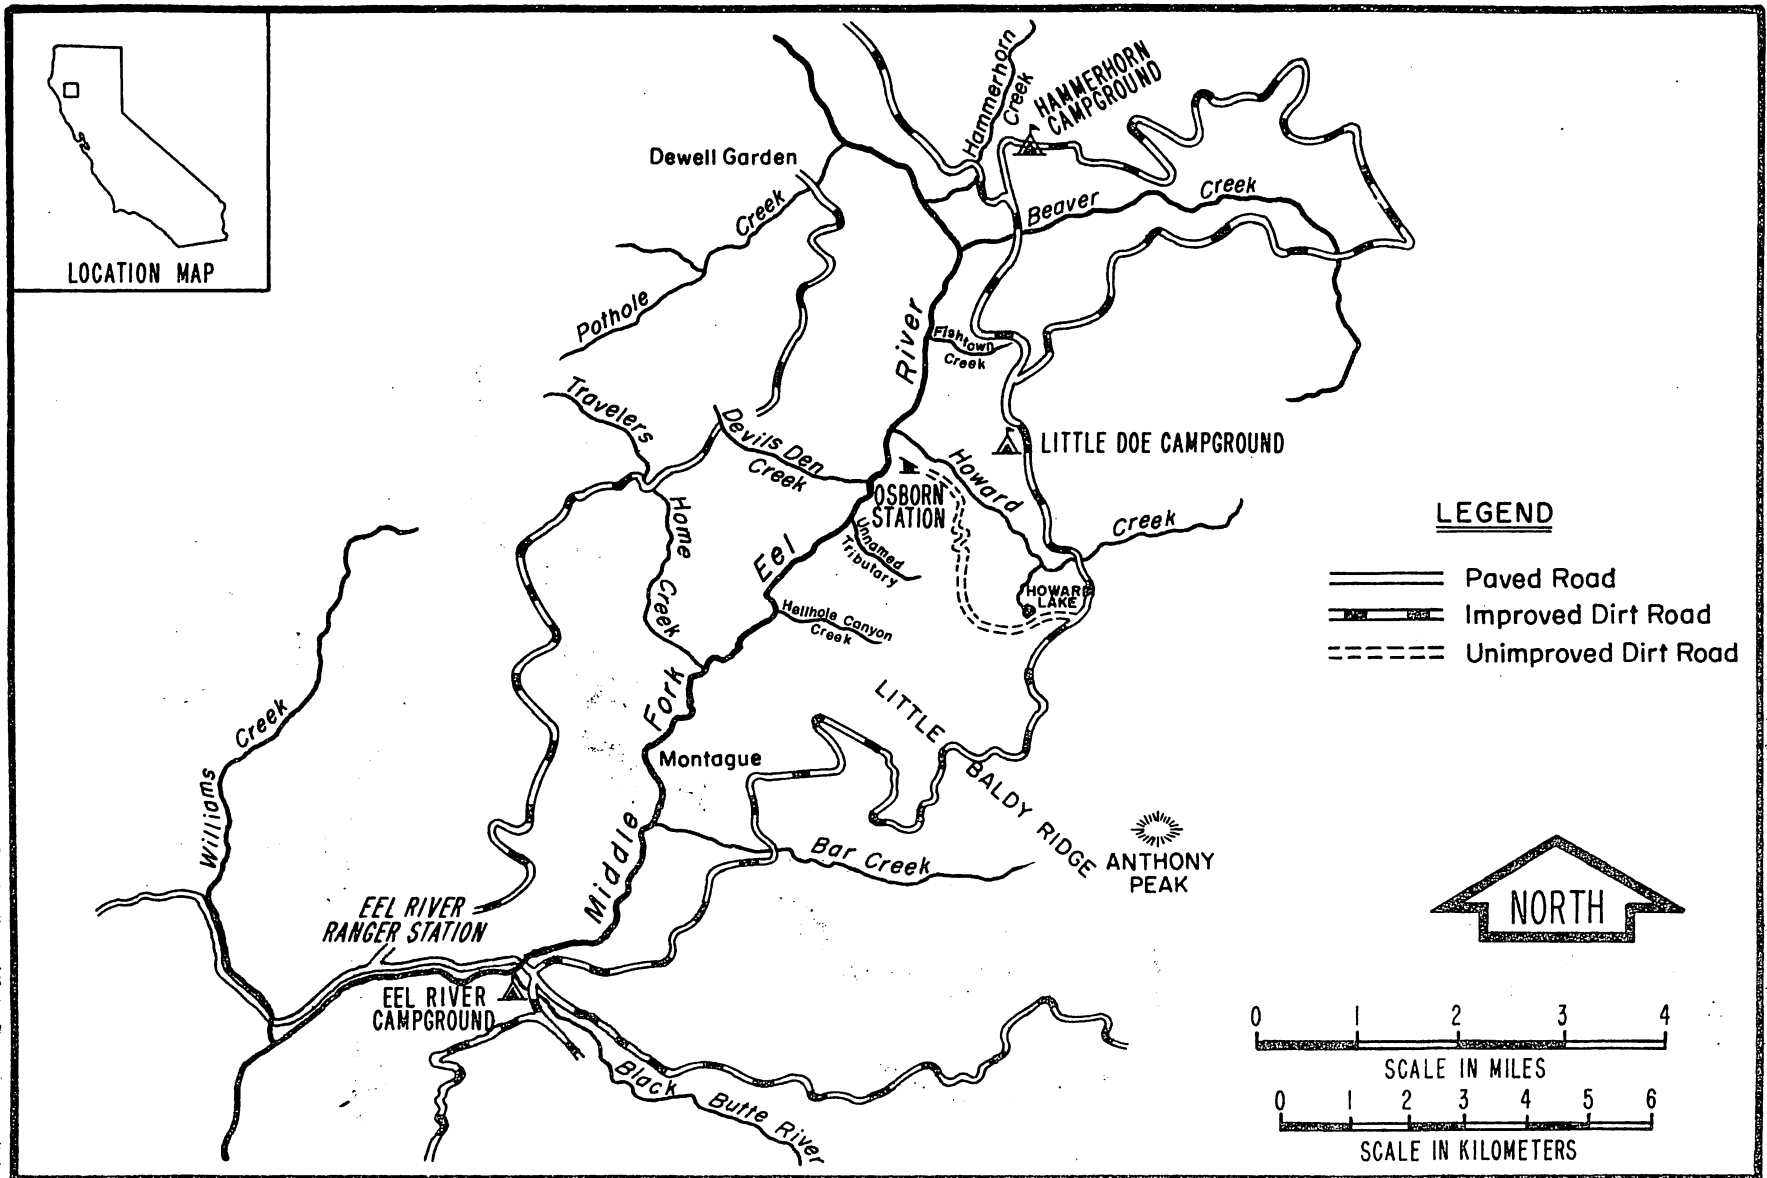 LOCATION MAP
SF
Hammerhorn
Creek
HAMMERHORN
CAMPGROUND
Dewell Garden
Creek
Pothole
Beaver
Creek
River
Fishtown
Creek
Travelers
Devils Den
Creek
Howard
Creek
LITTLE DOE CAMPGROUND
OSBORN
STATION
Home
Creek
Eel
Unnamed
Tributary
HOWARD
LAKE
Hellhole Canyon
Creek
LEGEND
Paved Road
Improved Dirt Road
Unimproved Dirt Road
Fork
Creek
Williams
Montague
LITTLE
BALDY RIDGE
Middle
Bar Creek
ANTHONY
PEAK
EEL RIVER
RANGER STATION
NORTH
EEL RIVER
CAMPGROUND
Black
Butte River
0 1 2 3 4
SCALE IN MILES
0 1 2 3 4 5 6
SCALE IN KILOMETERS